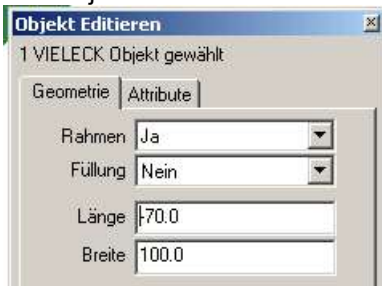 Objekt Editieren
1 VIELECK Objekt gewählt
Geometrie Attribute
Rahmen Ja
Füllung Nein
Länge -70.0
Breite 100.0